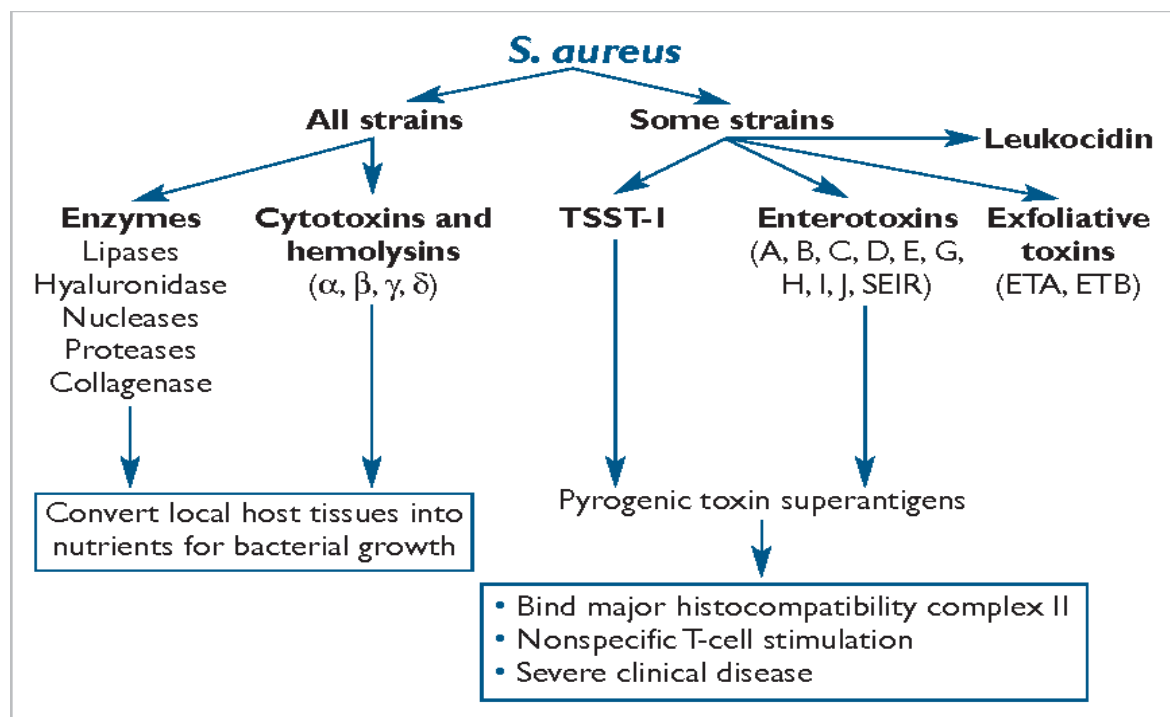 S. aureus
All strains
Some strains
Leukocidin
Enzymes
Lipases
Hyaluronidase
Nucleases
Proteases
Collagenase
Cytotoxins and
hemolysins
(α, β, γ, δ)
TSST-1
Enterotoxins
(A, B, C, D, E, G,
H, I, J, SEIR)
Exfoliative
toxins
(ETA, ETB)
Convert local host tissues into
nutrients for bacterial growth
Pyrogenic toxin superantigens
• Bind major histocompatibility complex II
• Nonspecific T-cell stimulation
• Severe clinical disease